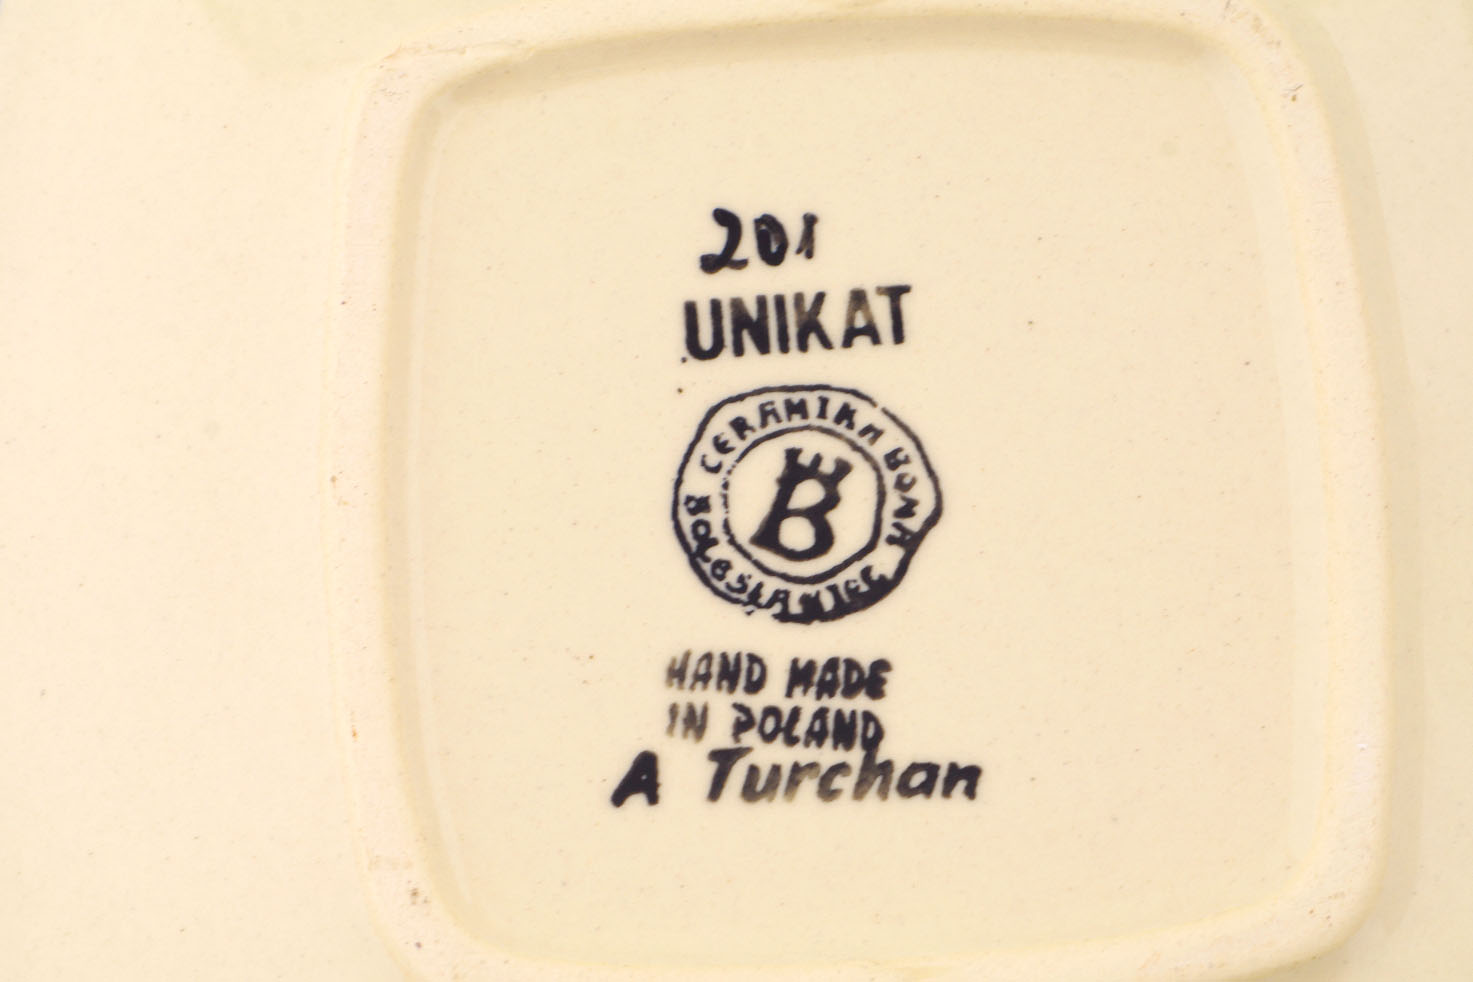 201
UNIKAT
CERAMIKA BONA
BOLESŁAWIEC
B
HAND MADE
IN POLAND
A Turchan